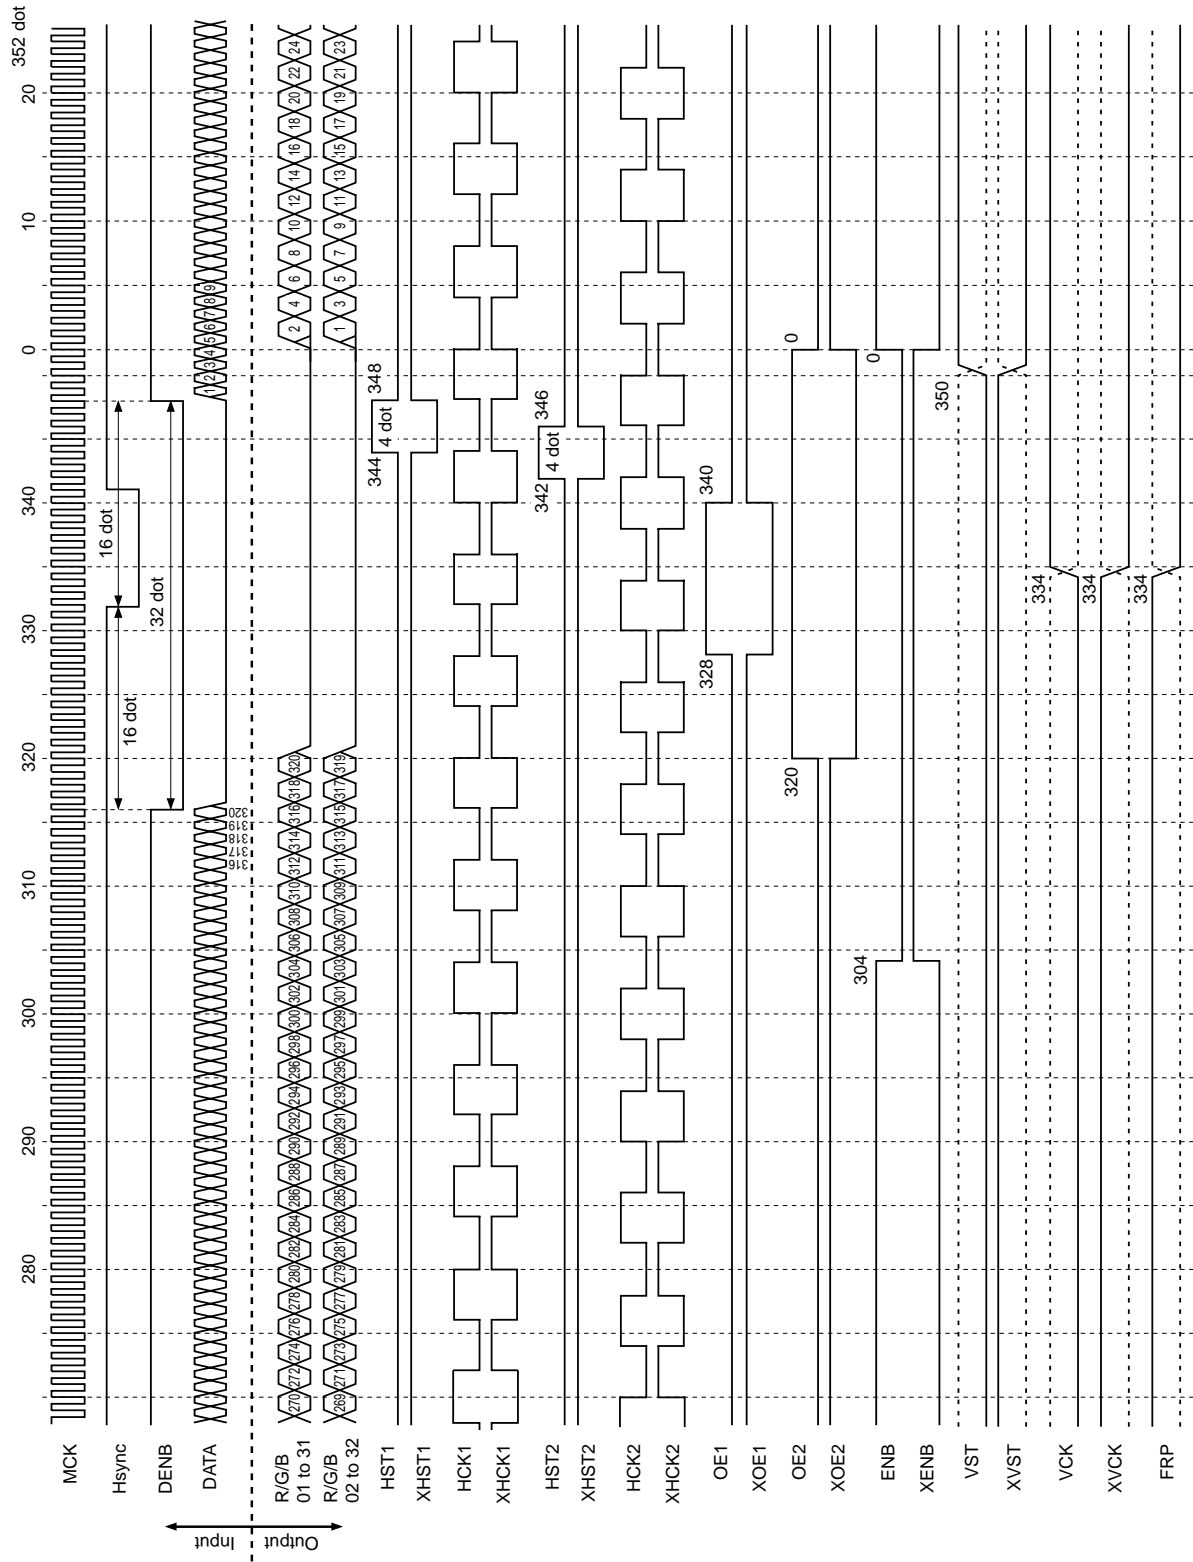 352 dot
280 290 300 310 320 330 340 0 10 20
MCK
Hsync
16 dot 16 dot
DENB
32 dot
DATA
316 317 318 319 320
1 2 3 4 5 6 7 8 9
Input
Output
R/G/B
01 to 31
270 272 274 276 278 280 282 284 286 288 290 292 294 296 298 300 302 304 306 308 310 312 314 316 318 320 2 4 6 8 10 12 14 16 18 20 22 24
R/G/B
02 to 32
269 271 273 275 277 279 281 283 285 287 289 291 293 295 297 299 301 303 305 307 309 311 313 315 317 319 1 3 5 7 9 11 13 15 17 19 21 23
HST1
344 4 dot 348
XHST1
HCK1
XHCK1
HST2
342 4 dot 346
XHST2
HCK2
XHCK2
OE1
328 340
XOE1
OE2
320 0
XOE2
ENB
304 0
XENB
VST
350
XVST
VCK
334
XVCK
334
FRP
334